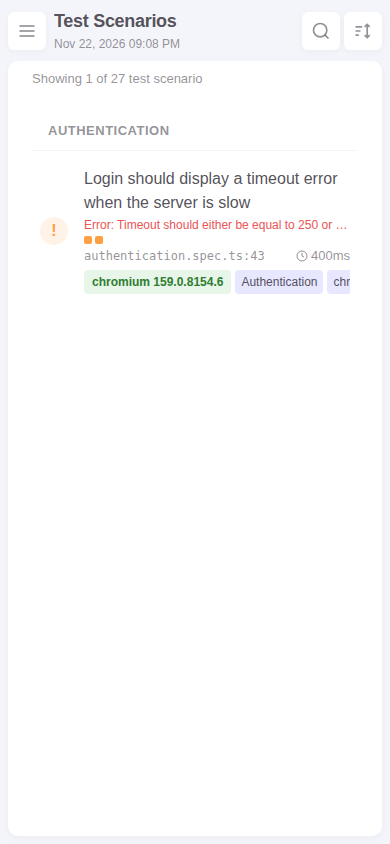 Test Scenarios
Nov 22, 2026 09:08 PM
Showing 1 of 27 test scenario
AUTHENTICATION
Login should display a timeout error
when the server is slow
!
Error: Timeout should either be equal to 250 or …
authentication.spec.ts:43 400ms
chromium 159.0.8154.6 Authentication chr